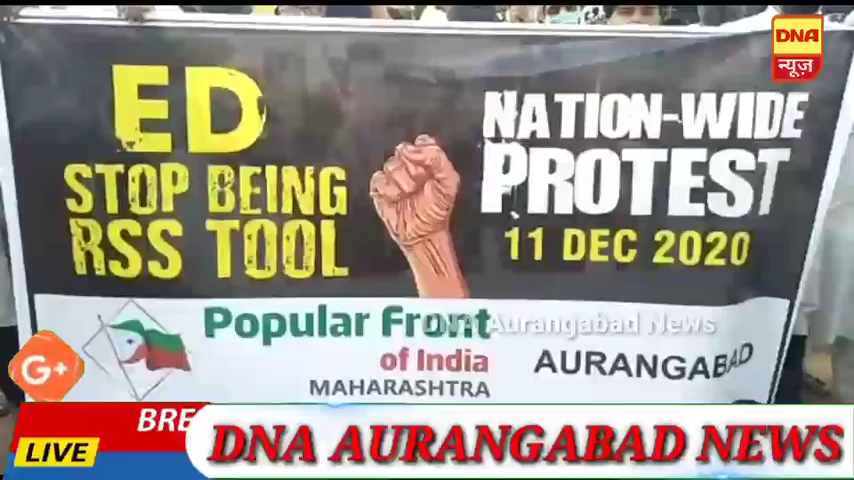 DNA
न्यूज़
ED
STOP BEING
RSS TOOL
NATION-WIDE
PROTEST
11 DEC 2020
Popular Front
of India
MAHARASHTRA
DNA Aurangabad News
AURANGABAD
G+
BRE
LIVE
DNA AURANGABAD NEWS